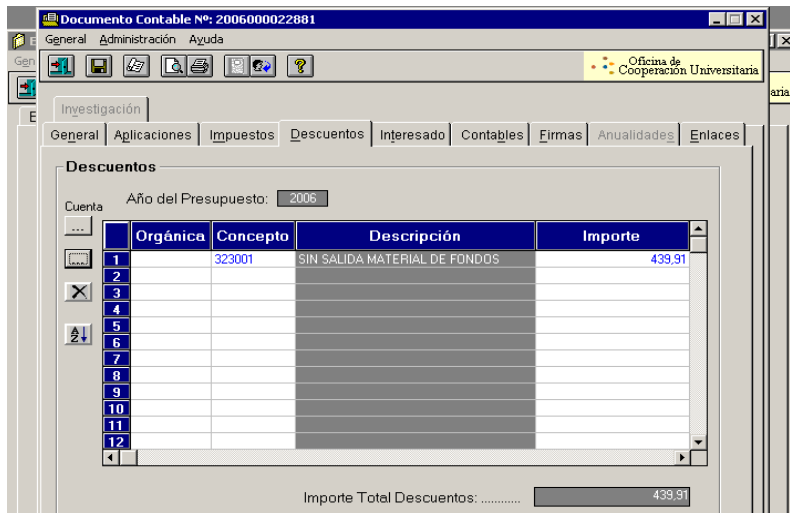 Documento Contable Nº: 2006000022881
General Administración Ayuda
Oficina de
Cooperación Universitaria
Gen
aria
E
Investigación
General Aplicaciones Impuestos Descuentos Interesado Contables Firmas Anualidades Enlaces
Descuentos
Cuenta
Año del Presupuesto: 2006
...
Orgánica Concepto Descripción Importe
1 323001 SIN SALIDA MATERIAL DE FONDOS 439,91
2
3
4
5
6
7
8
9
10
11
12
Importe Total Descuentos: ............ 439,91